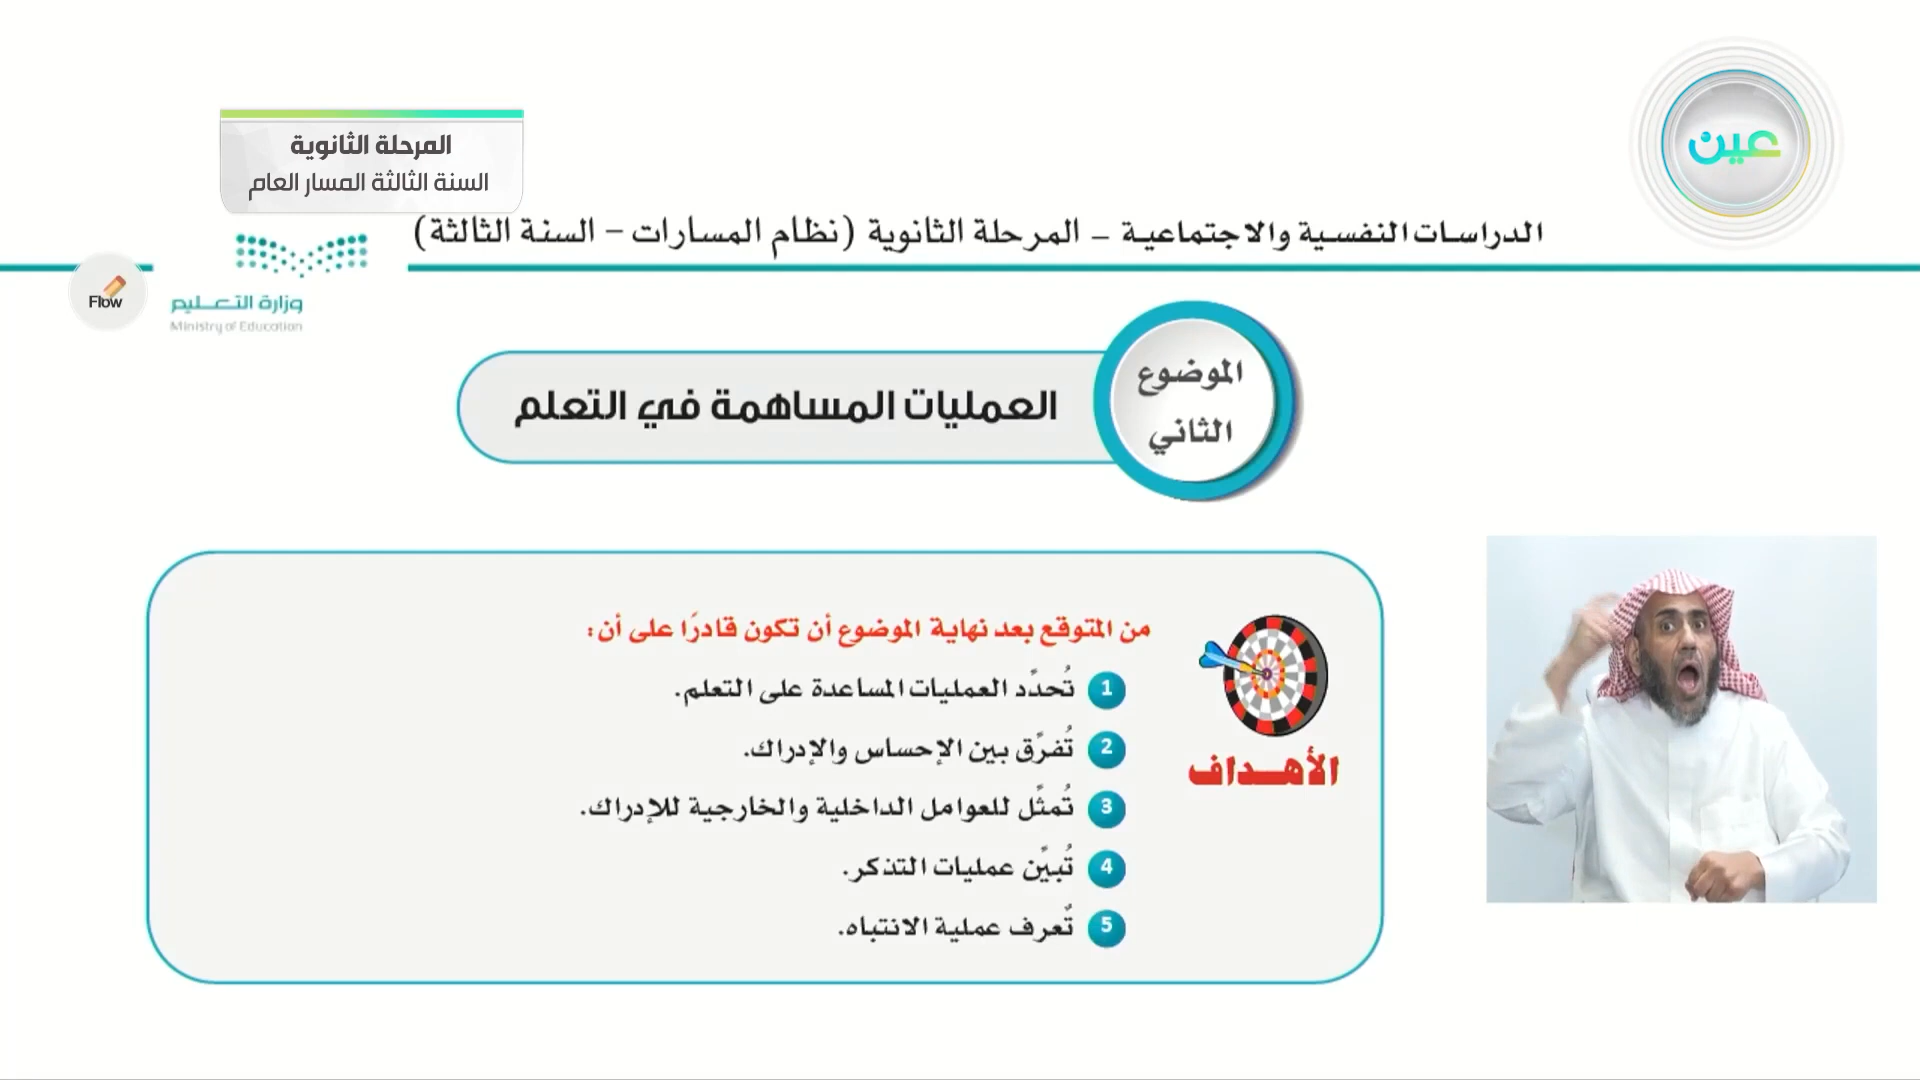 عين
المرحلة الثانوية
السنة الثالثة المسار العام
الدراسات النفسية والاجتماعية – المرحلة الثانوية (نظام المسارات – السنة الثالثة)
Flow
وزارة التعليم
Ministry of Education
الموضوع
الثاني
العمليات المساهمة في التعلم
من المتوقع بعد نهاية الموضوع أن تكون قادرًا على أن:
1 تُحدِّد العمليات المساعدة على التعلم.
2 تُفرِّق بين الإحساس والإدراك.
3 تُمثِّل للعوامل الداخلية والخارجية للإدراك.
4 تُبيِّن عمليات التذكر.
5 تُعرف عملية الانتباه.
الأهداف